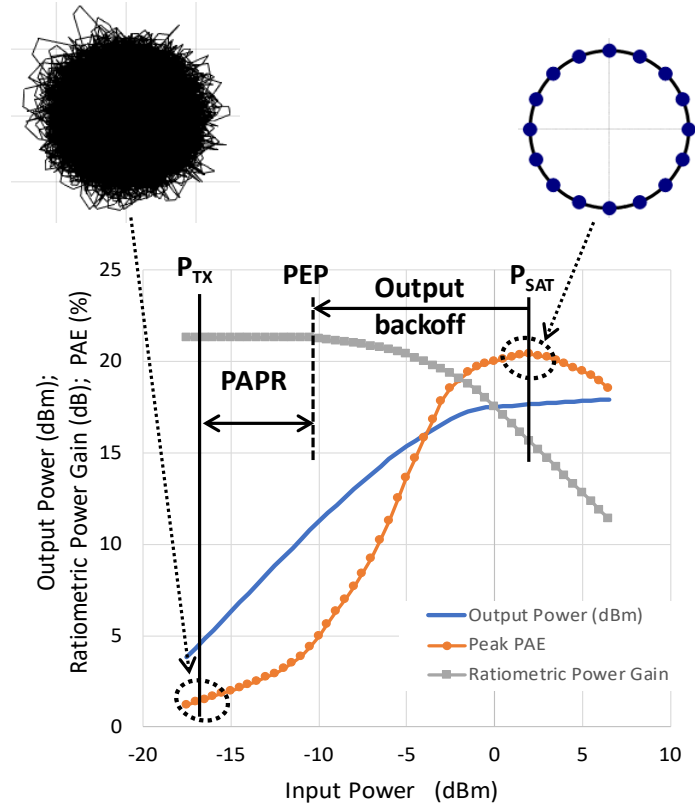 P_TX
PEP
P_SAT
Output
backoff
PAPR
Output Power (dBm);
Ratiometric Power Gain (dB); PAE (%)
25
20
15
10
5
0
-20
-15
-10
-5
0
5
10
Input Power (dBm)
Output Power (dBm)
Peak PAE
Ratiometric Power Gain